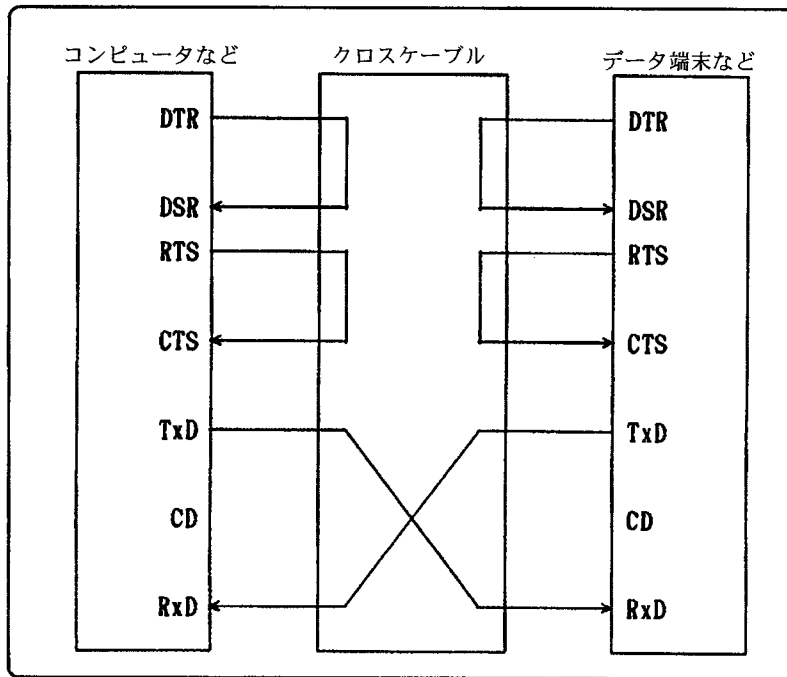 コンピュータなど
クロスケーブル
データ端末など
DTR
DSR
RTS
CTS
TxD
CD
RxD
DTR
DSR
RTS
CTS
TxD
CD
RxD